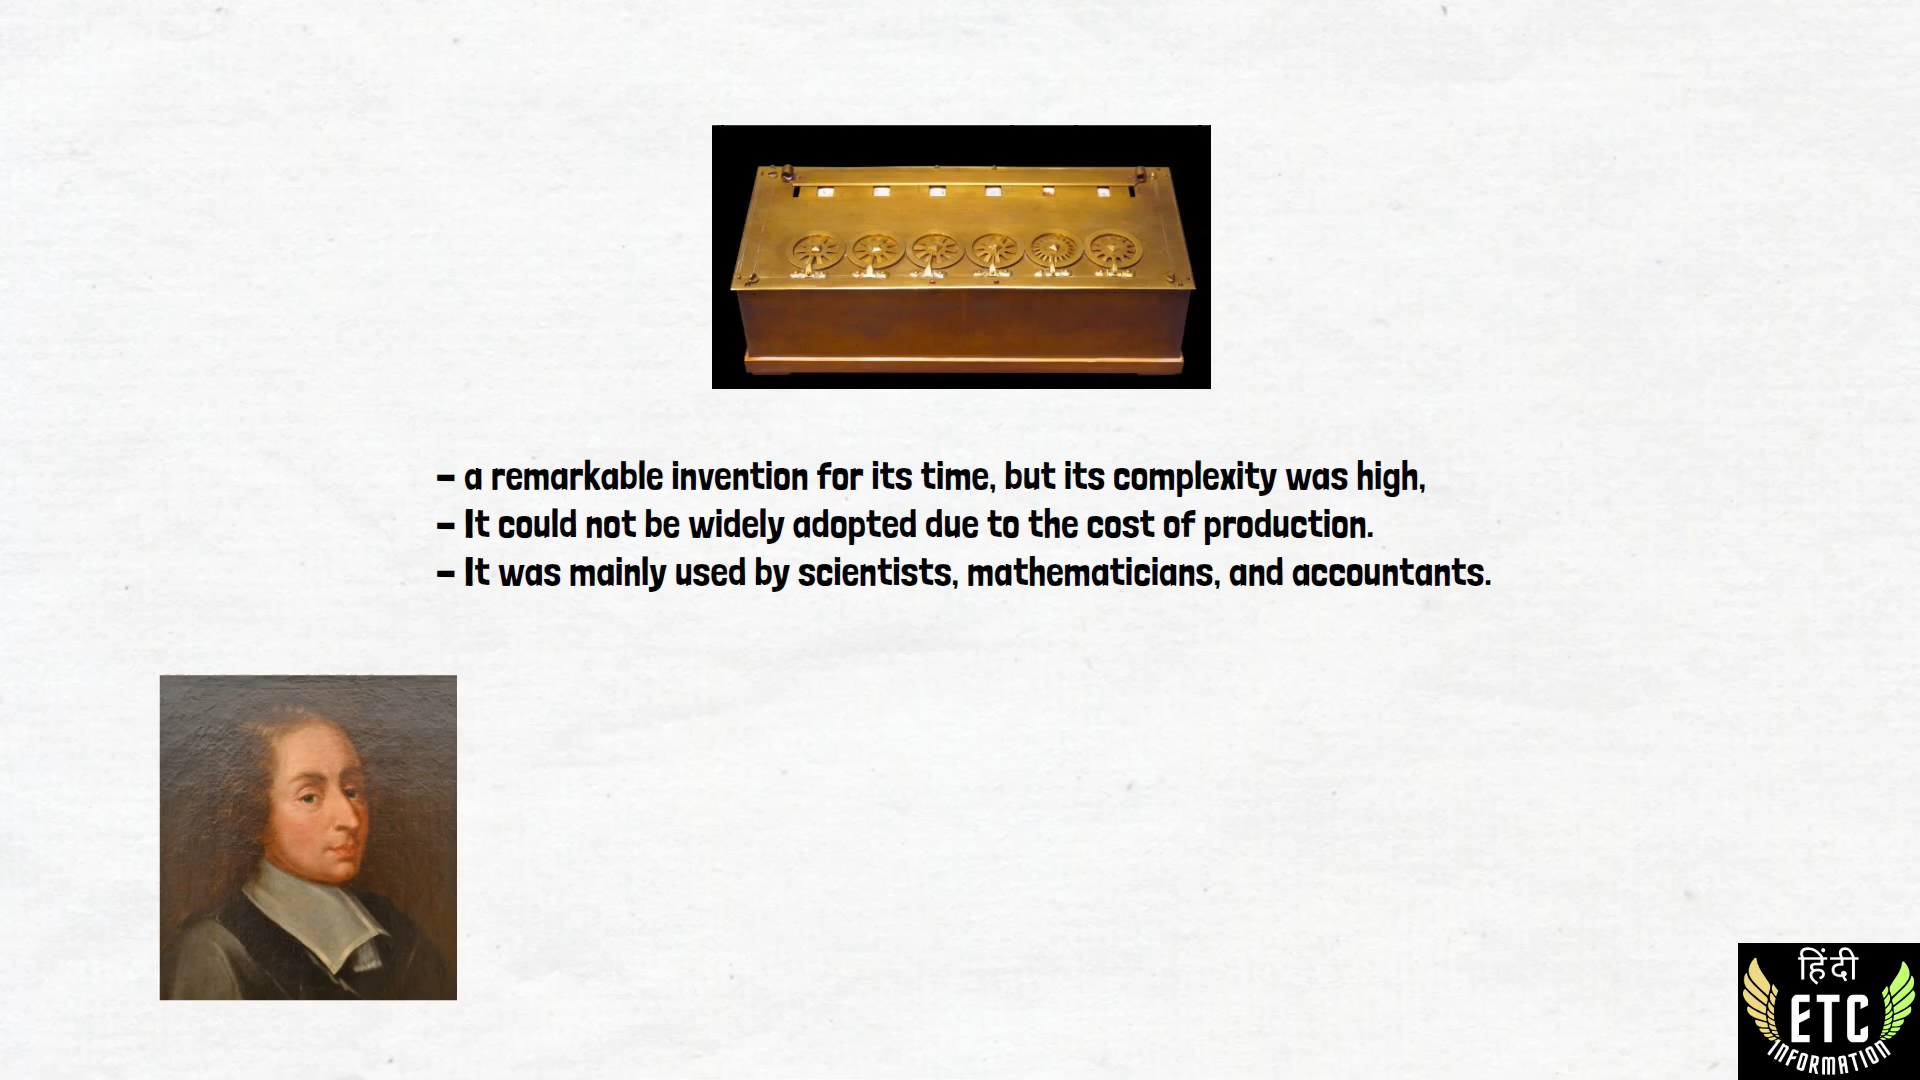 - a remarkable invention for its time, but its complexity was high,
- It could not be widely adopted due to the cost of production.
- It was mainly used by scientists, mathematicians, and accountants.
हिंदी
ETC
INFORMATION